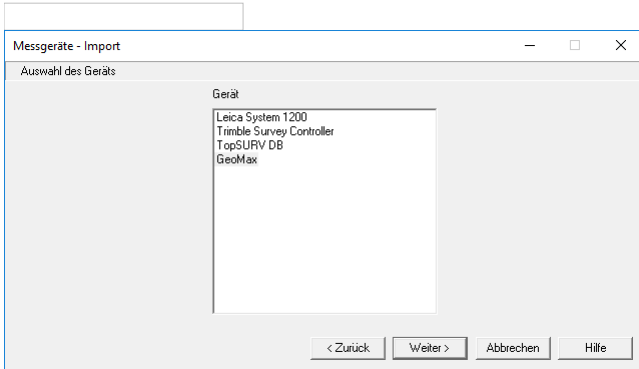 Messgeräte - Import
Auswahl des Geräts
Gerät
Leica System 1200
Trimble Survey Controller
TopSURV DB
GeoMax
< Zurück Weiter > Abbrechen Hilfe